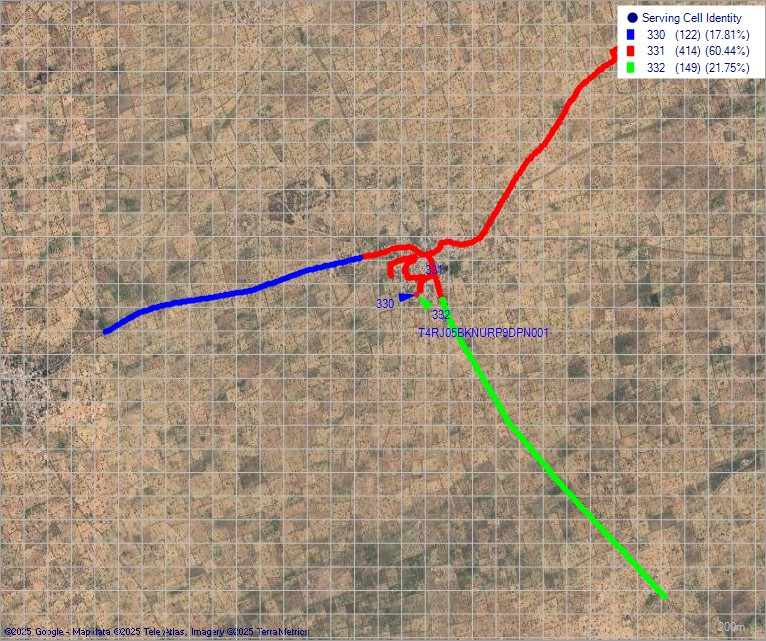 Serving Cell Identity
330 (122) (17.81%)
331 (414) (60.44%)
332 (149) (21.75%)
331
330
332
T4RJ05BKNURP9DPN001
200m
©2025 Google - Map data ©2025 Tele Atlas, Imagery ©2025 TerraMetrics